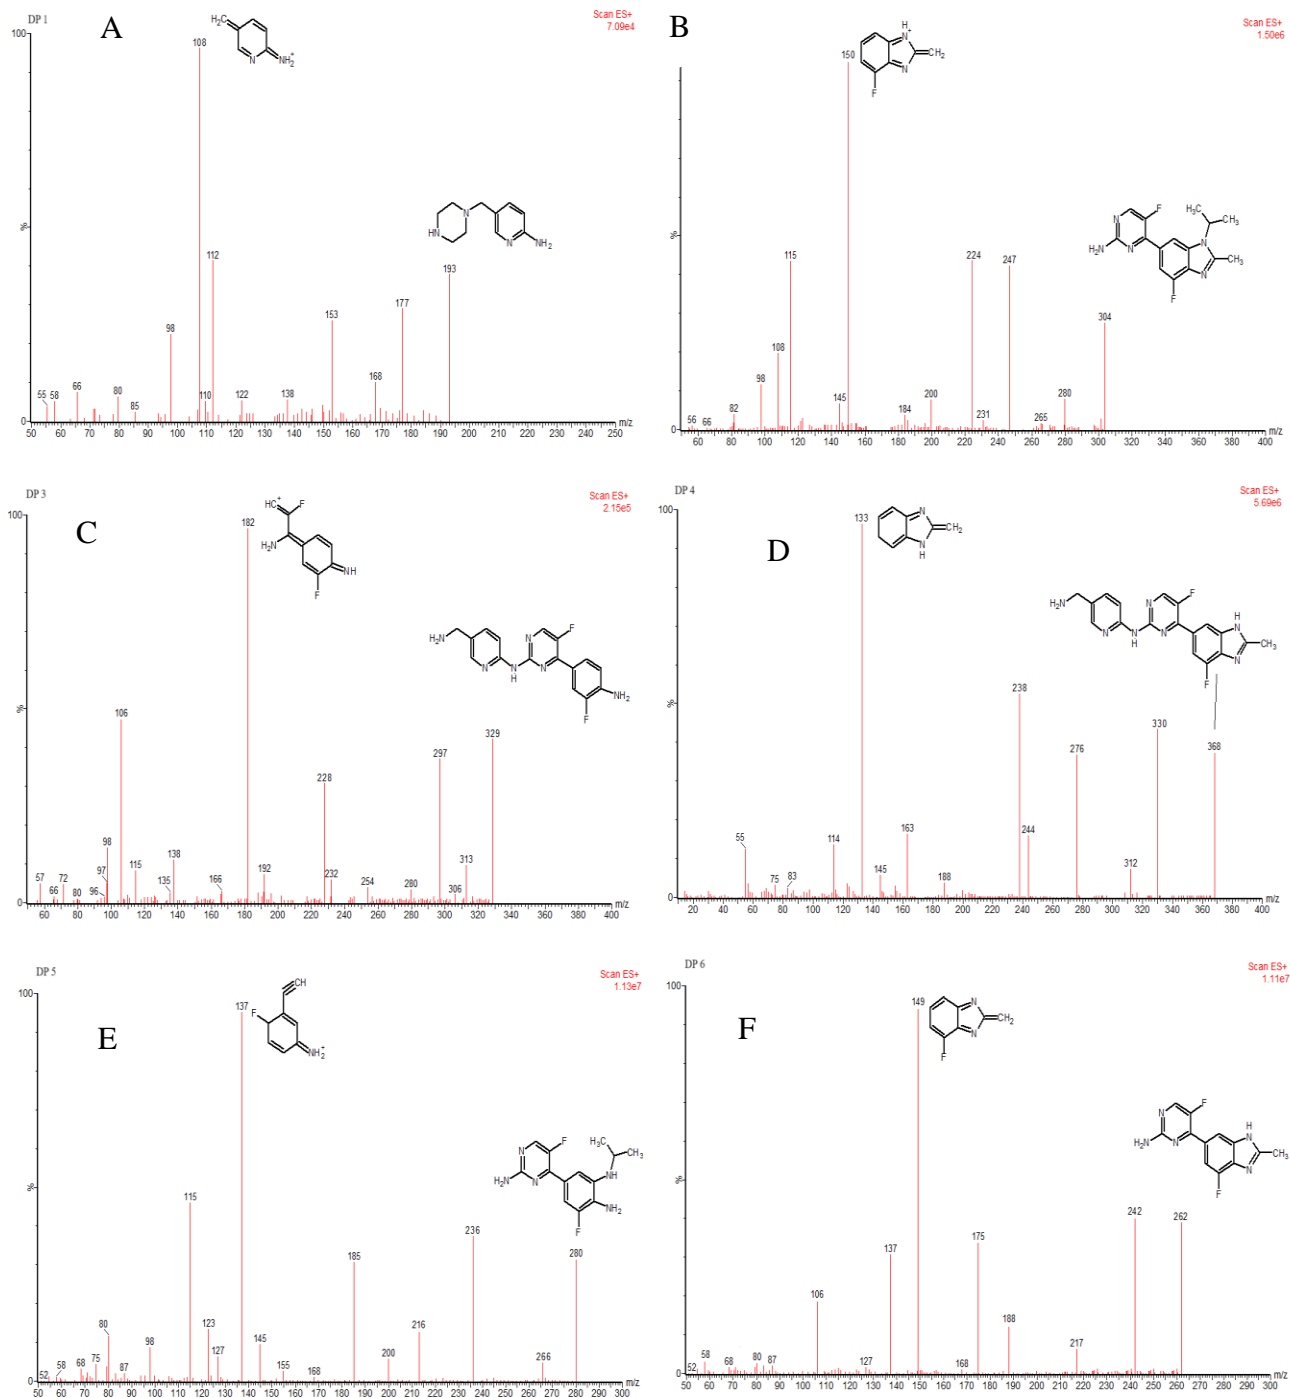 DP 1
A
Scan ES+
7.09e4
H₂C
N
NH₂⁺
HN
N
N
NH₂
100
%
0
55
58
66
80
85
98
108
110
112
122
138
153
168
177
193
50 60 70 80 90 100 110 120 130 140 150 160 170 180 190 200 210 220 230 240 250
m/z
B
Scan ES+
1.50e6
H
N⁺
CH₂
N
F
N
F
H₂N
N
CH₃
CH₃
N
CH₃
N
F
100
%
0
56
66
82
98
108
115
145
150
184
200
224
231
247
265
280
304
60 80 100 120 140 160 180 200 220 240 260 280 300 320 340 360 380 400
m/z
DP 3
C
Scan ES+
2.15e5
HC⁺
F
H₂N
NH
F
H₂N
N
N
H
N
N
F
NH₂
F
100
%
0
57
66
72
80
96
97
98
106
115
135
138
166
182
192
228
232
254
280
297
306
313
329
60 80 100 120 140 160 180 200 220 240 260 280 300 320 340 360 380 400
m/z
DP 4
D
Scan ES+
5.69e6
N
CH₂
N
H
H₂N
N
N
H
N
N
F
H
N
CH₃
N
F
100
%
0
55
75
83
114
133
145
163
188
238
244
276
312
330
368
20 40 60 80 100 120 140 160 180 200 220 240 260 280 300 320 340 360 380 400
m/z
DP 5
E
Scan ES+
1.13e7
CH
F
NH₂⁺
N
F
H₂N
N
H₃C
CH₃
NH
NH₂
F
100
%
0
52
58
68
75
80
87
98
115
123
127
137
145
155
168
185
200
216
236
266
280
50 60 70 80 90 100 110 120 130 140 150 160 170 180 190 200 210 220 230 240 250 260 270 280 290 300
m/z
DP 6
F
Scan ES+
1.11e7
N
CH₂
N
F
N
F
H₂N
N
H
N
CH₃
N
F
100
%
0
52
58
68
80
87
106
127
137
149
168
175
188
217
242
262
50 60 70 80 90 100 110 120 130 140 150 160 170 180 190 200 210 220 230 240 250 260 270 280 290 300
m/z